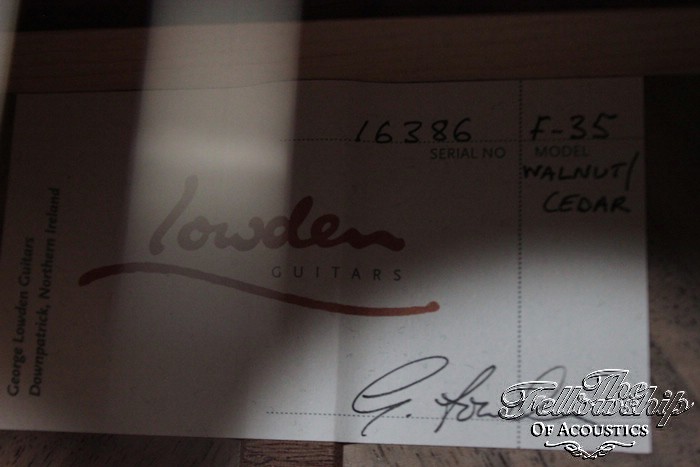 16386
SERIAL NO
F-35
MODEL
WALNUT/
CEDAR
Lowden
GUITARS
George Lowden Guitars
Downpatrick, Northern Ireland
G.
The
Fellowship
OF ACOUSTICS